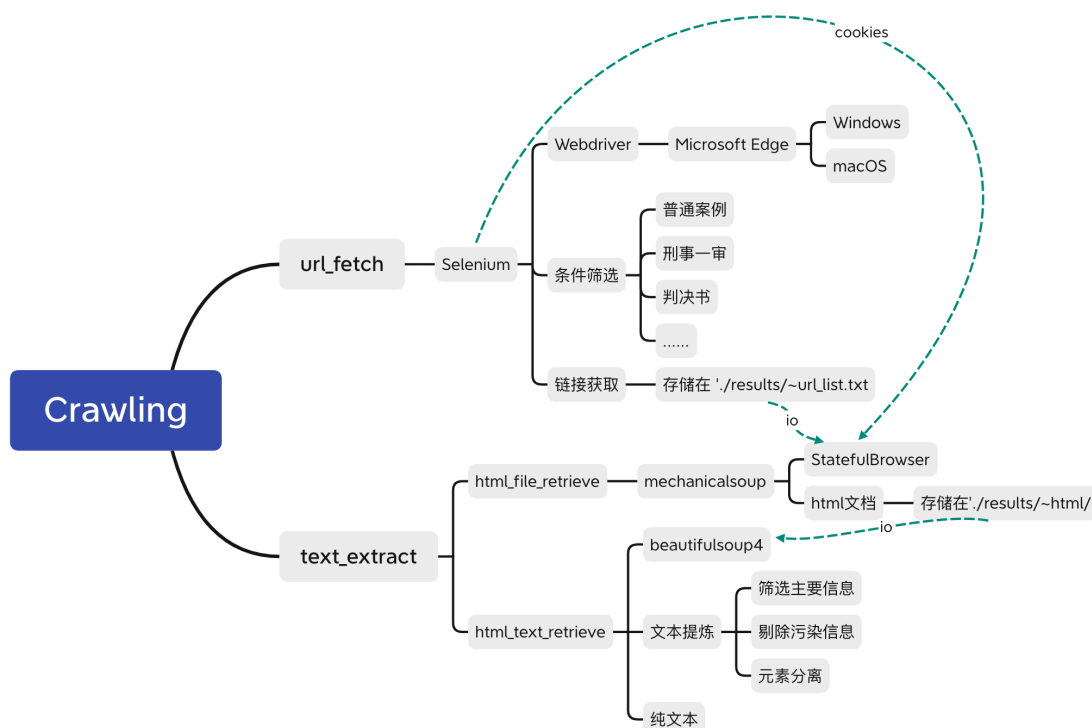 cookies
Windows
Webdriver
Microsoft Edge
macOS
普通案例
刑事一审
url_fetch
Selenium
条件筛选
判决书
……
链接获取
存储在 './results/~url_list.txt
Crawling
io
StatefulBrowser
html_file_retrieve
mechanicalsoup
html文档
存储在'./results/~html/
io
beautifulsoup4
text_extract
筛选主要信息
html_text_retrieve
文本提炼
剔除污染信息
元素分离
纯文本